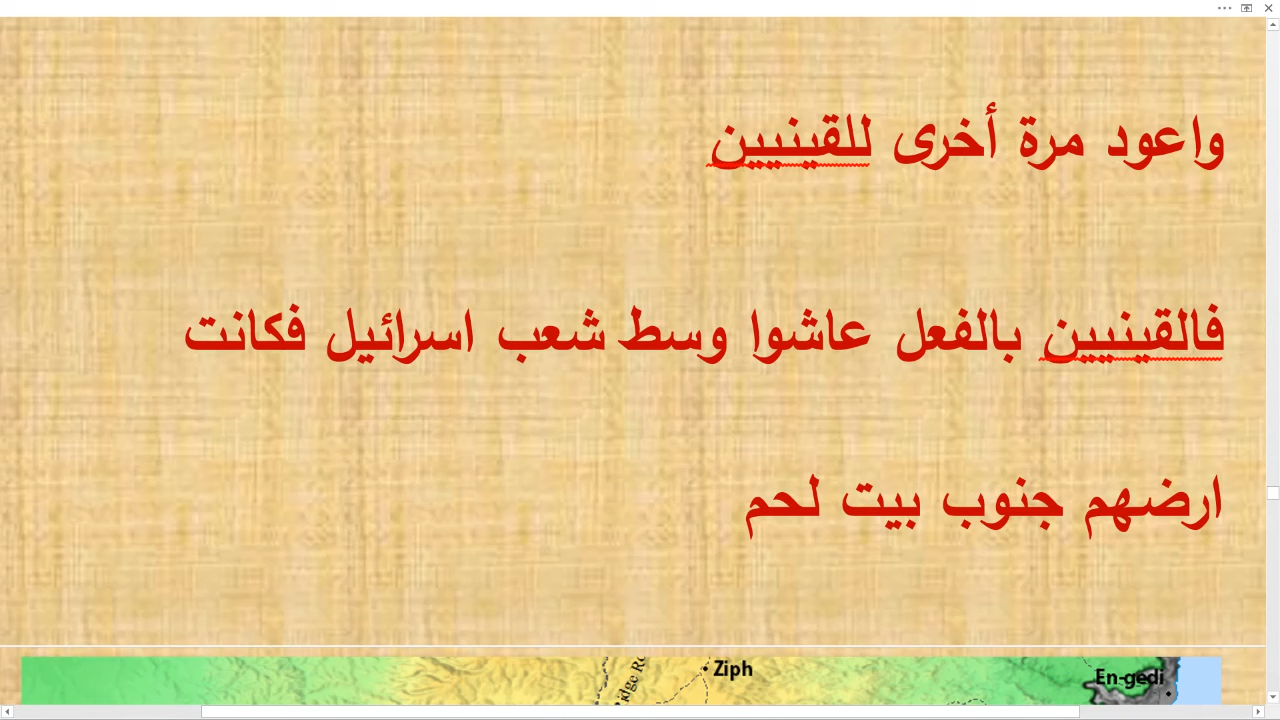 واعود مرة أخرى للقينيين
فالقينيين بالفعل عاشوا وسط شعب اسرائيل فكانت
ارضهم جنوب بيت لحم
Ziph
En-gedi